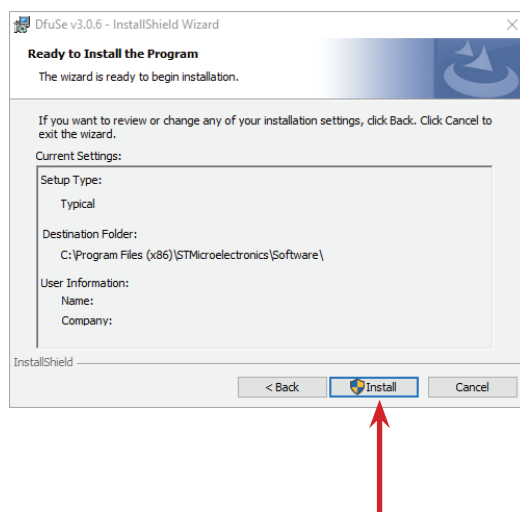 DfuSe v3.0.6 - InstallShield Wizard
Ready to Install the Program
The wizard is ready to begin installation.
If you want to review or change any of your installation settings, click Back. Click Cancel to
exit the wizard.
Current Settings:
Setup Type:
Typical
Destination Folder:
C:\Program Files (x86)\STMicroelectronics\Software\
User Information:
Name:
Company:
InstallShield
< Back
Install
Cancel